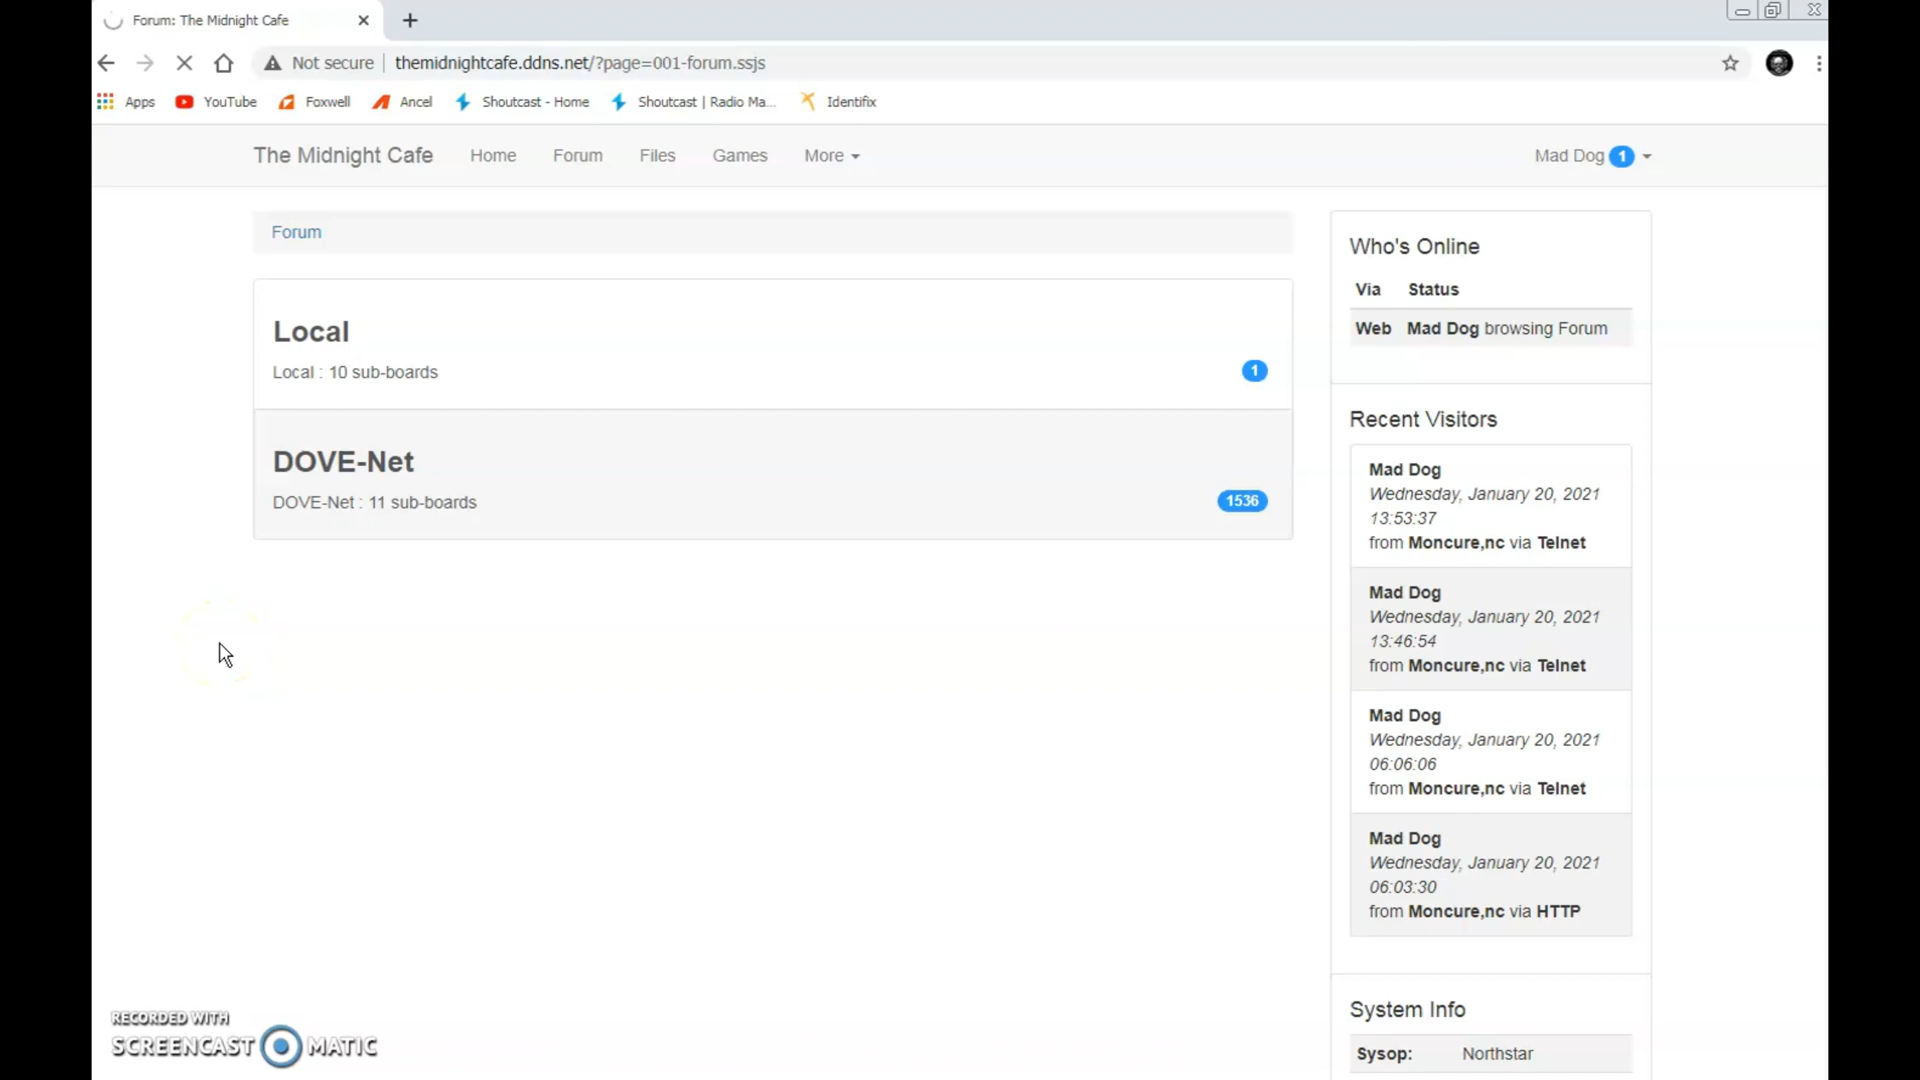 Forum: The Midnight Cafe
Not secure themidnightcafe.ddns.net/?page=001-forum.ssjs
Apps YouTube Foxwell Ancel Shoutcast - Home Shoutcast | Radio Ma... Identifix
The Midnight Cafe Home Forum Files Games More Mad Dog 1
Forum
Local
Local : 10 sub-boards 1
DOVE-Net
DOVE-Net : 11 sub-boards 1536
Who's Online
Via Status
Web Mad Dog browsing Forum
Recent Visitors
Mad Dog
Wednesday, January 20, 2021
13:53:37
from Moncure,nc via Telnet
Mad Dog
Wednesday, January 20, 2021
13:46:54
from Moncure,nc via Telnet
Mad Dog
Wednesday, January 20, 2021
06:06:06
from Moncure,nc via Telnet
Mad Dog
Wednesday, January 20, 2021
06:03:30
from Moncure,nc via HTTP
System Info
Sysop: Northstar
RECORDED WITH
SCREENCAST MATIC